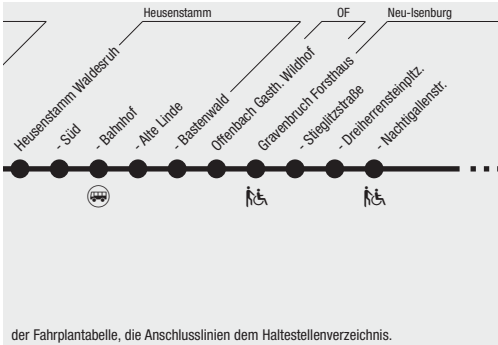 Heusenstamm
OF
Neu-Isenburg
Heusenstamm Waldesruh
- Süd
- Bahnhof
- Alte Linde
- Bastenwald
Offenbach Gasth. Wildhof
Gravenbruch Forsthaus
- Stieglitzstraße
- Dreiherrensteinpltz.
- Nachtigallenstr.
der Fahrplantabelle, die Anschlusslinien dem Haltestellenverzeichnis.